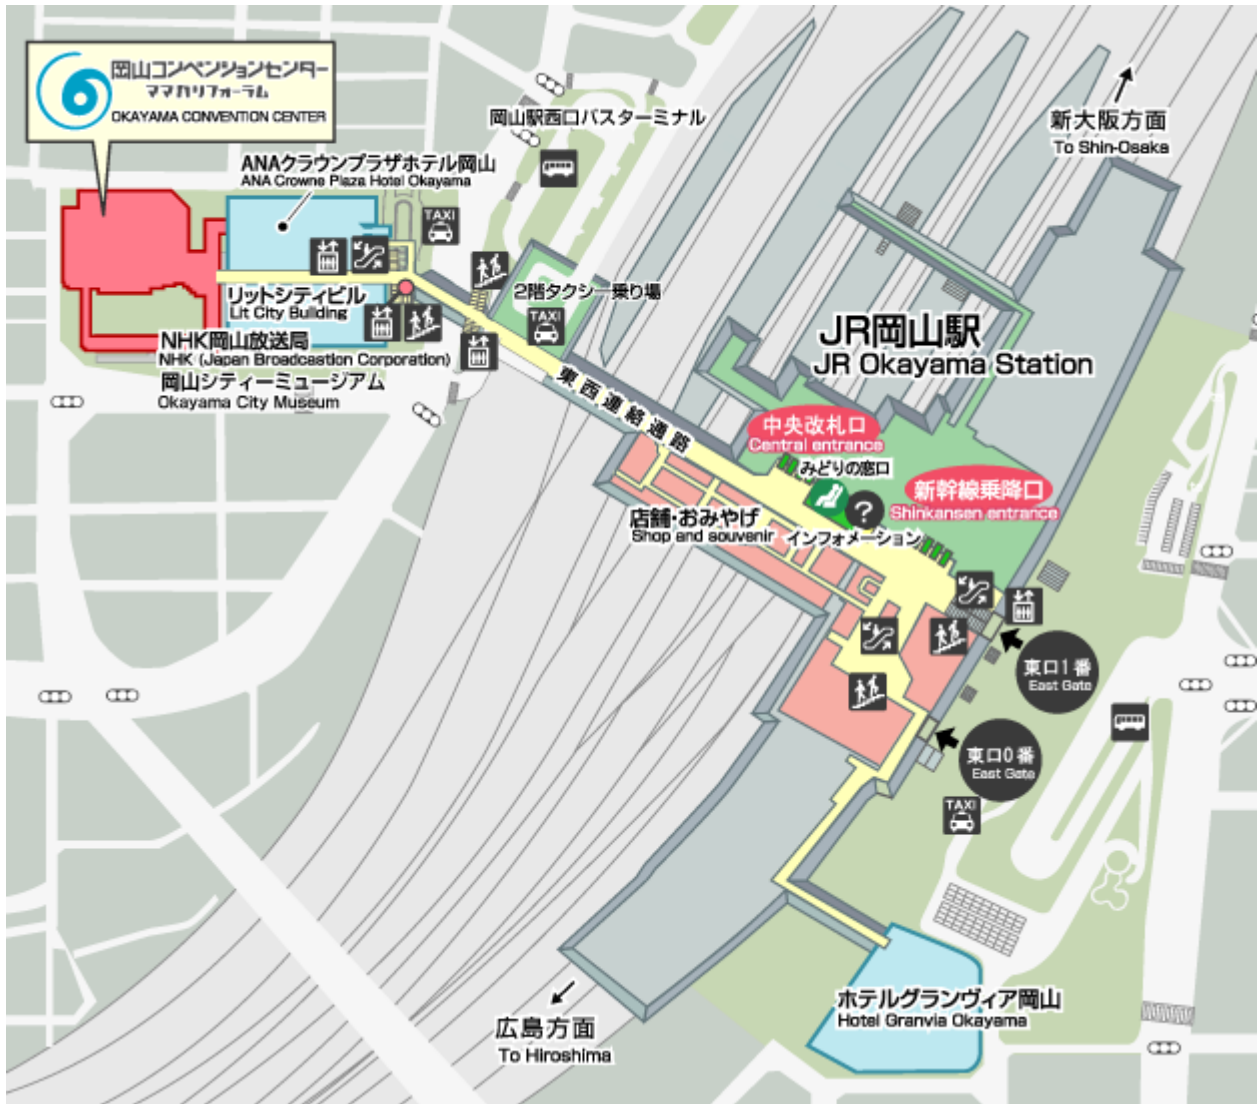 岡山コンベンションセンター
ママカリフォーラム
OKAYAMA CONVENTION CENTER
岡山駅西口バスターミナル
新大阪方面
To Shin-Osaka
ANAクラウンプラザホテル岡山
ANA Crowne Plaza Hotel Okayama
TAXI
2階タクシー乗り場
TAXI
リットシティビル
Lit City Building
NHK岡山放送局
NHK (Japan Broadcastion Corporation)
岡山シティーミュージアム
Okayama City Museum
JR岡山駅
JR Okayama Station
東西連絡通路
中央改札口
Central entrance
みどりの窓口
新幹線乗降口
Shinkansen entrance
?
店舗・おみやげ
Shop and souvenir
インフォメーション
東口1番
East Gate
東口0番
East Gate
TAXI
ホテルグランヴィア岡山
Hotel Granvia Okayama
広島方面
To Hiroshima